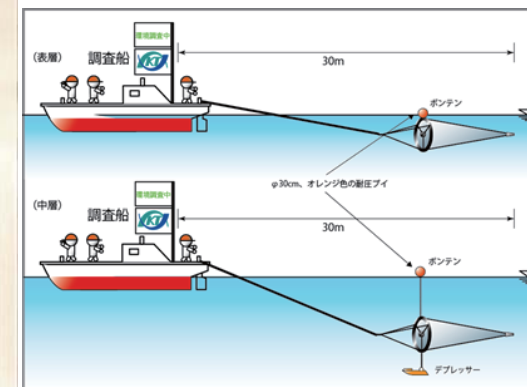 環境調査中
(表層)
調査船
30m
ボンテン
φ30cm、オレンジ色の耐圧ブイ
環境調査中
(中層)
調査船
30m
ボンテン
デプレッサー